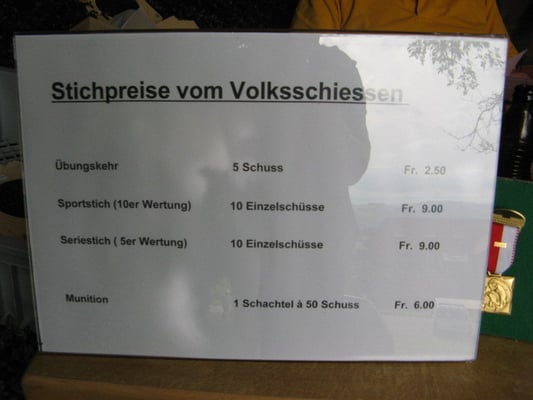 Stichpreise vom Volksschiessen
Übungskehr 5 Schuss Fr. 2.50
Sportstich (10er Wertung) 10 Einzelschüsse Fr. 9.00
Seriestich ( 5er Wertung) 10 Einzelschüsse Fr. 9.00
Munition 1 Schachtel à 50 Schuss Fr. 6.00